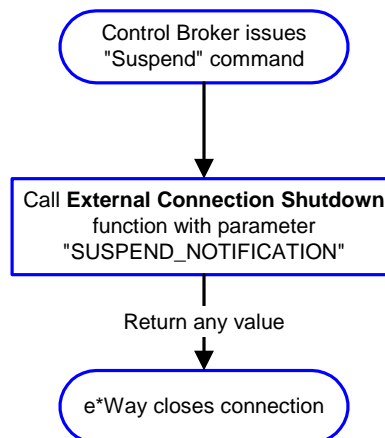 Control Broker issues
"Suspend" command
Call External Connection Shutdown
function with parameter
"SUSPEND_NOTIFICATION"
Return any value
e*Way closes connection